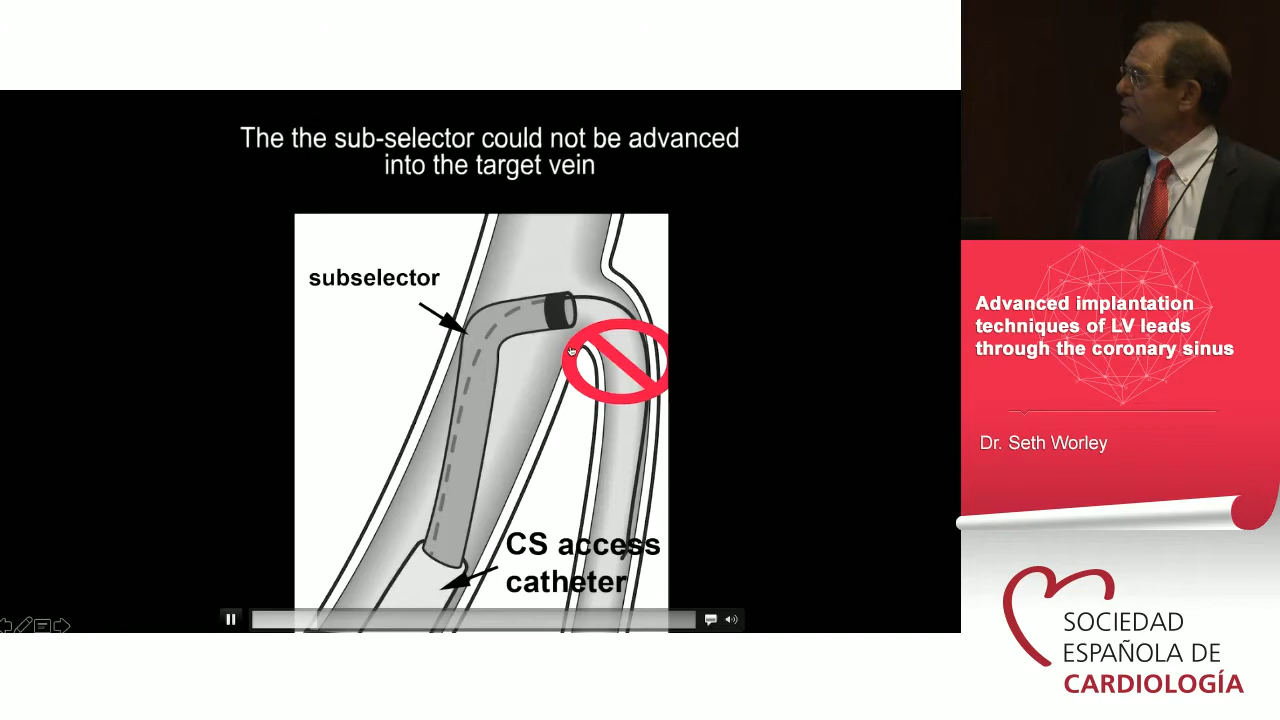 The the sub-selector could not be advanced
into the target vein
subselector
CS access
catheter
Advanced implantation
techniques of LV leads
through the coronary sinus
Dr. Seth Worley
SOCIEDAD
ESPAÑOLA DE
CARDIOLOGÍA